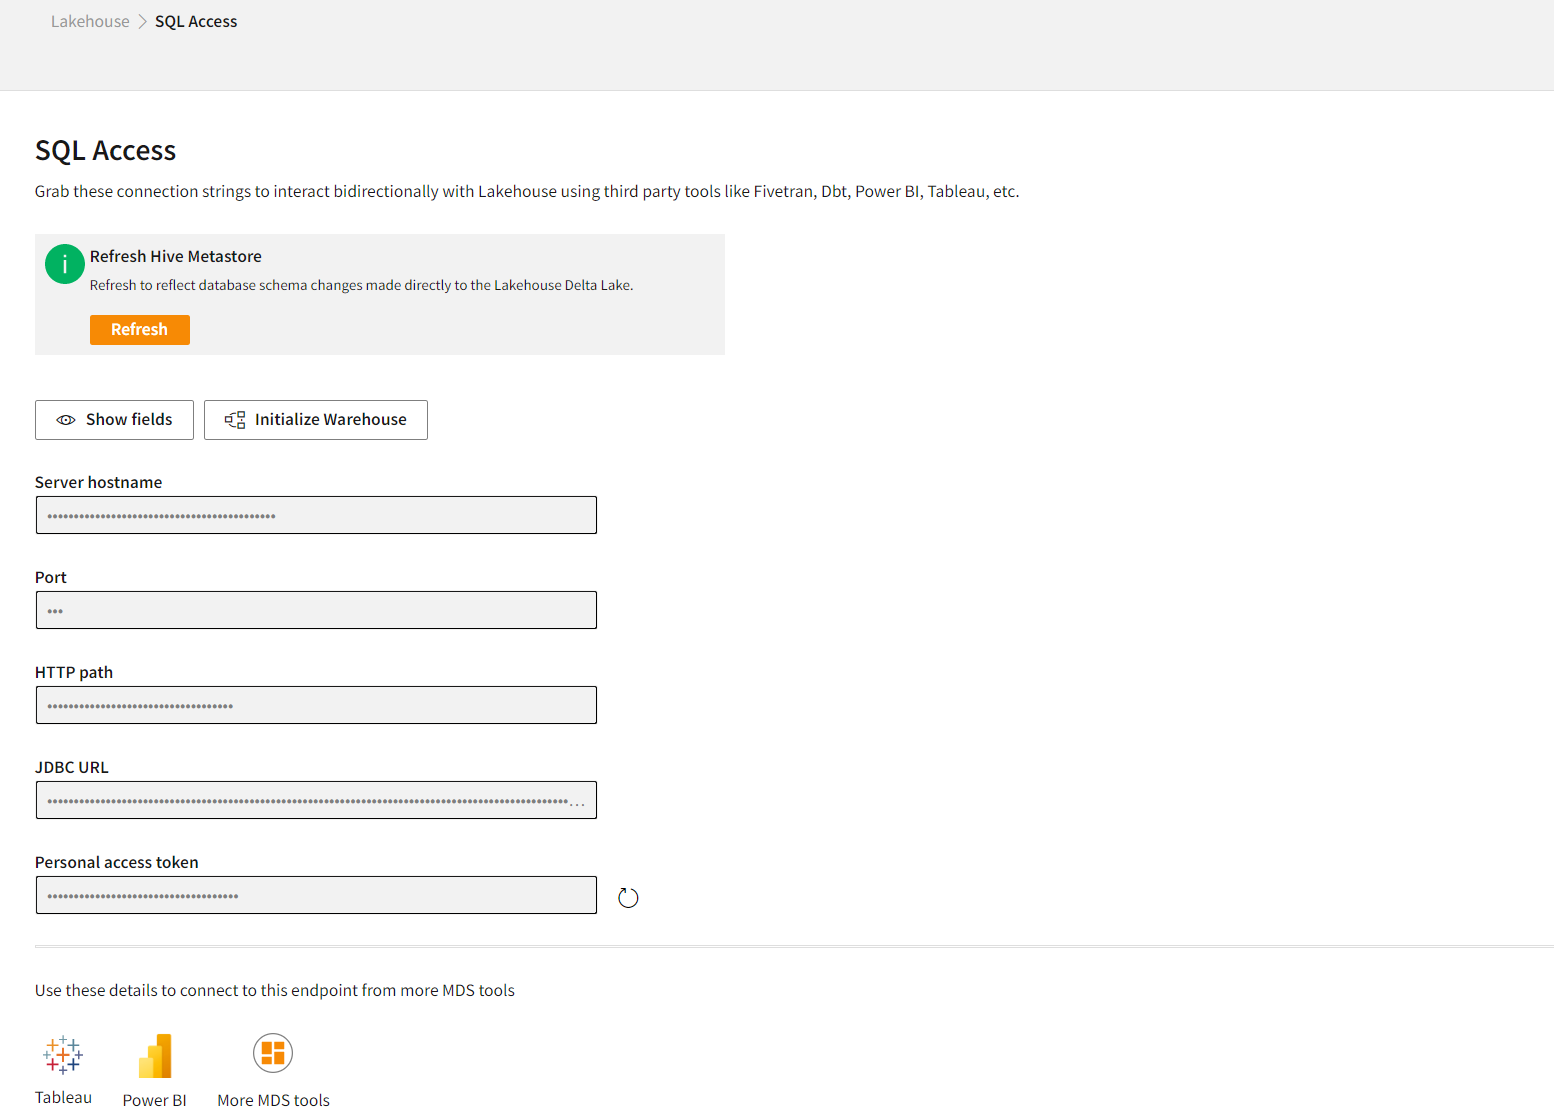 Lakehouse > SQL Access
SQL Access
Grab these connection strings to interact bidirectionally with Lakehouse using third party tools like Fivetran, Dbt, Power BI, Tableau, etc.
i
Refresh Hive Metastore
Refresh to reflect database schema changes made directly to the Lakehouse Delta Lake.
Refresh
Show fields
Initialize Warehouse
Server hostname
Port
HTTP path
JDBC URL
Personal access token
Use these details to connect to this endpoint from more MDS tools
Tableau
Power BI
More MDS tools